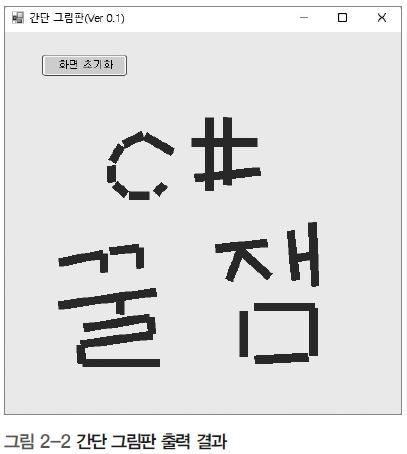 간단 그림판(Ver 0.1)
화면 초기화
C#
꿀 잼
그림 2-2 간단 그림판 출력 결과